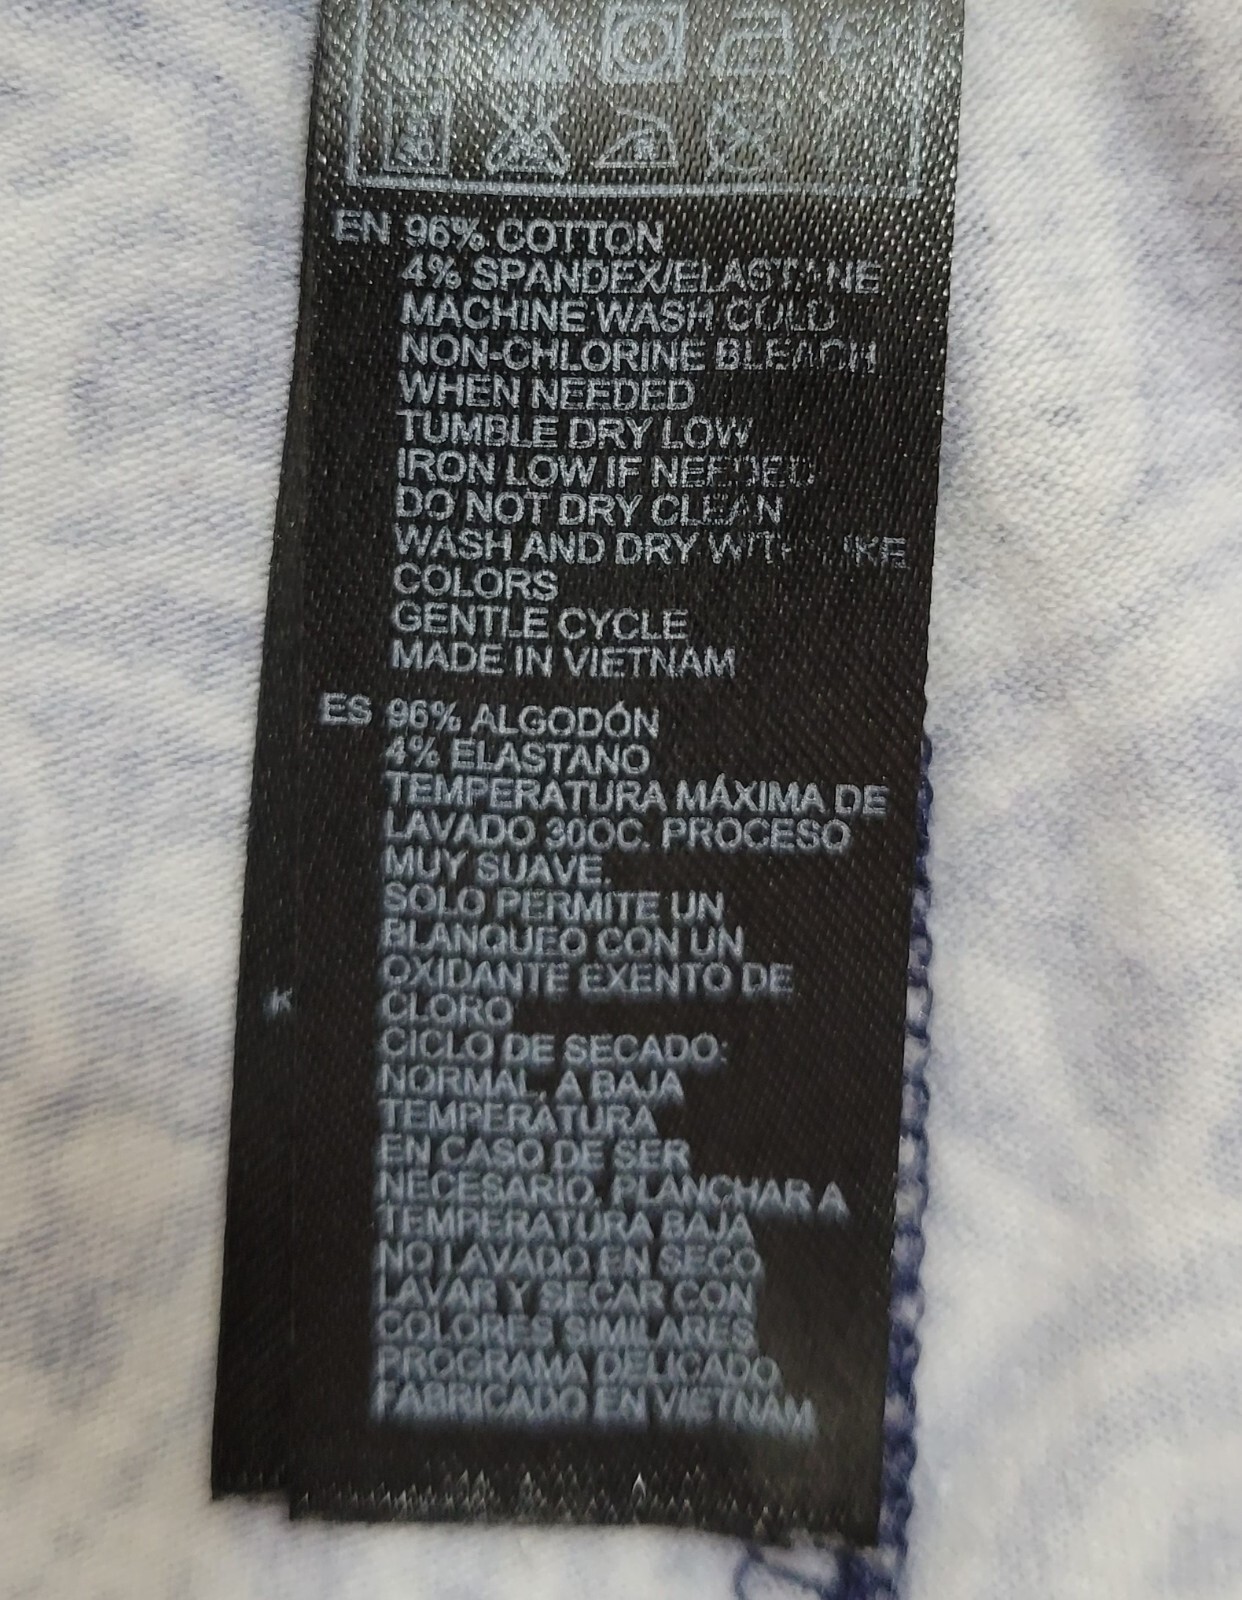 EN 96% COTTON
4% SPANDEX/ELASTANE
MACHINE WASH COLD
NON-CHLORINE BLEACH
WHEN NEEDED
TUMBLE DRY LOW
IRON LOW IF NEEDED
DO NOT DRY CLEAN
WASH AND DRY WITH LIKE
COLORS
GENTLE CYCLE
MADE IN VIETNAM
ES 96% ALGODÓN
4% ELASTANO
TEMPERATURA MÁXIMA DE
LAVADO 30OC. PROCESO
MUY SUAVE.
SOLO PERMITE UN
BLANQUEO CON UN
OXIDANTE EXENTO DE
CLORO
CICLO DE SECADO:
NORMAL, A BAJA
TEMPERATURA
EN CASO DE SER
NECESARIO, PLANCHAR A
TEMPERATURA BAJA
NO LAVADO EN SECO
LAVAR Y SECAR CON
COLORES SIMILARES
PROGRAMA DELICADO
FABRICADO EN VIETNAM
K